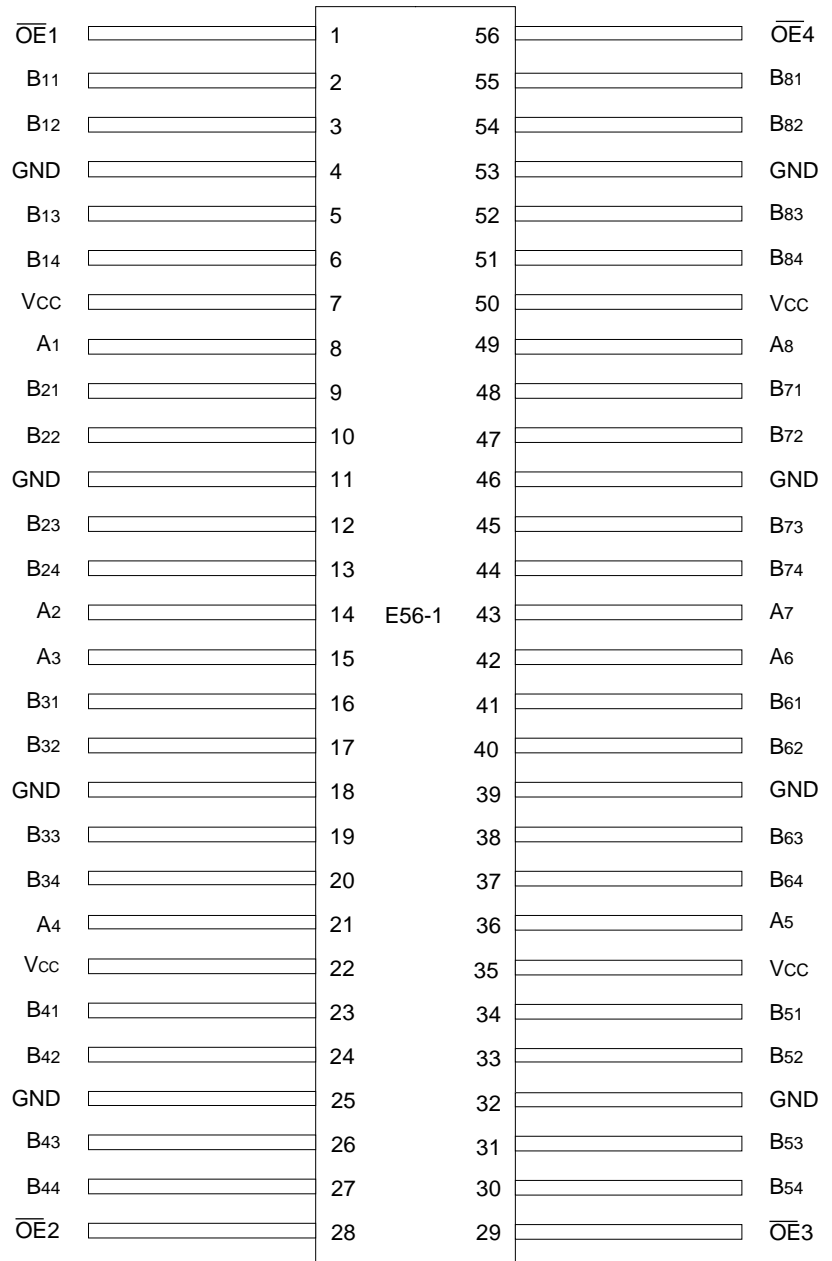 OE1 1 56 OE4
B11 2 55 B81
B12 3 54 B82
GND 4 53 GND
B13 5 52 B83
B14 6 51 B84
VCC 7 50 VCC
A1 8 49 A8
B21 9 48 B71
B22 10 47 B72
GND 11 46 GND
B23 12 45 B73
B24 13 44 B74
A2 14 E56-1 43 A7
A3 15 42 A6
B31 16 41 B61
B32 17 40 B62
GND 18 39 GND
B33 19 38 B63
B34 20 37 B64
A4 21 36 A5
VCC 22 35 VCC
B41 23 34 B51
B42 24 33 B52
GND 25 32 GND
B43 26 31 B53
B44 27 30 B54
OE2 28 29 OE3